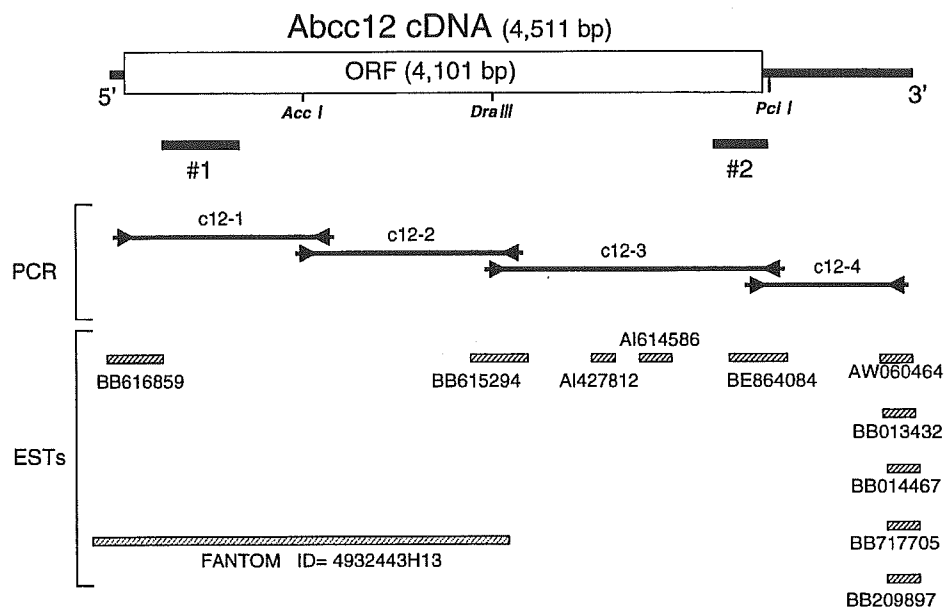 Abcc12 cDNA (4,511 bp)
ORF (4,101 bp)
5' 3'
Acc I DraIII Pci I
#1 #2
PCR
c12-1
c12-2
c12-3
c12-4
ESTs
AI614586
BB616859 BB615294 AI427812 BE864084 AW060464
BB013432
BB014467
BB717705
FANTOM ID= 4932443H13
BB209897